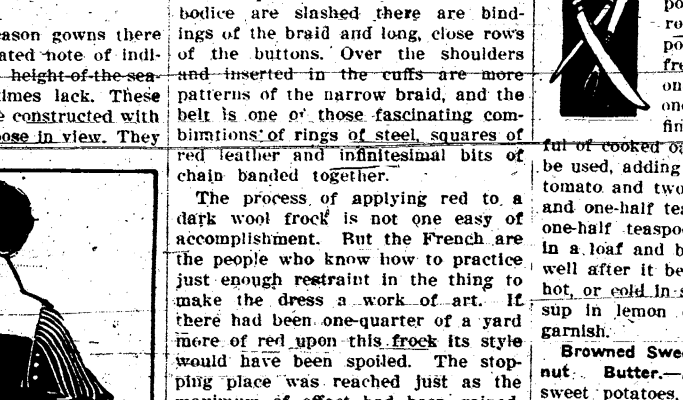 eason gowns there
ated note of indi-
height of the sea-
times lack. These
e constructed with
pose in view. They
bodice are slashed there are bind-
ings of the braid and long, close rows
of the buttons. Over the shoulders
and inserted in the cuffs are more
patterns of the narrow braid, and the
belt is one of those fascinating com-
binations of rings of steel, squares of
red leather and infinitesimal bits of
chain banded together.
The process of applying red to a
dark wool frock is not one easy of
accomplishment. But the French are
the people who know how to practice
just enough restraint in the thing to
make the dress a work of art. If
there had been one-quarter of a yard
more of red upon this frock its style
would have been spoiled. The stop-
ping place was reached just as the
ful of cooked
be used, adding
tomato and two
and one-half tea
one-half teaspo
in a loaf and b
well after it be
hot, or cold in s
sup in lemon
garnish.
Browned Swee
nut Butter.—
sweet potatoes.